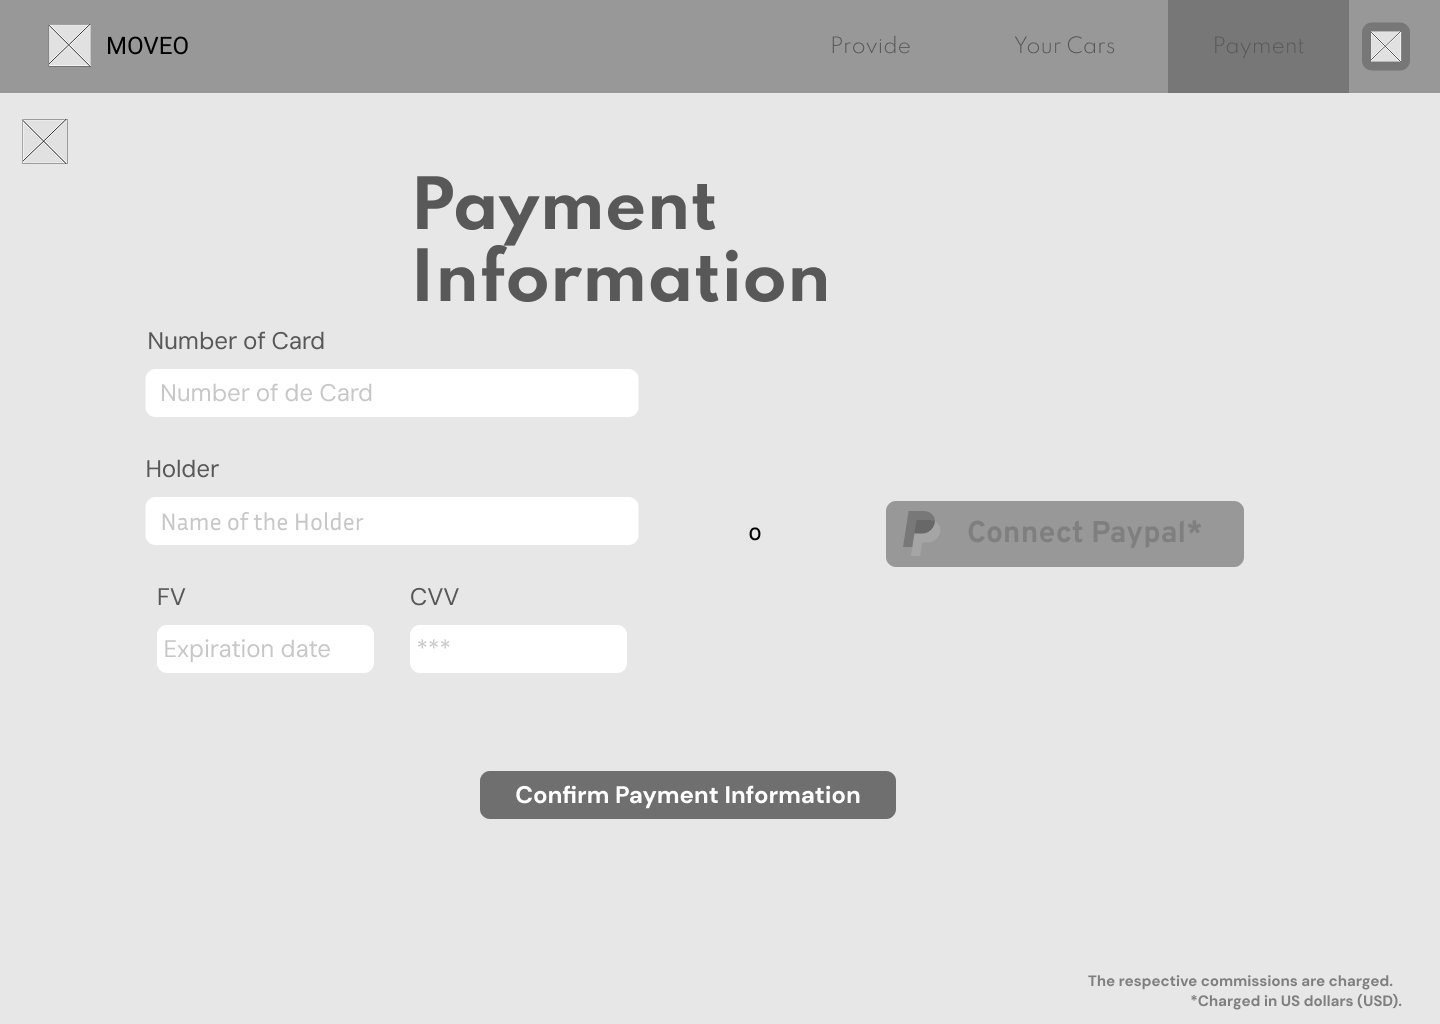 MOVEO
Provide
Your Cars
Payment
Payment
Information
Number of Card
Number of de Card
Holder
Name of the Holder
FV
CVV
Expiration date
***
o
Connect Paypal*
Confirm Payment Information
The respective commissions are charged.
*Charged in US dollars (USD).